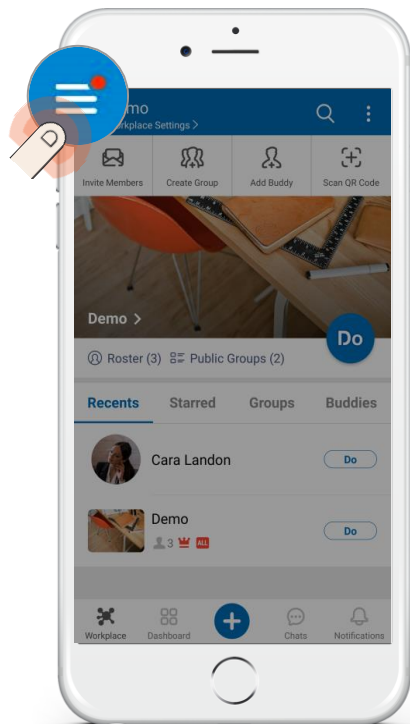 mo
rkplace Settings >
Invite Members Create Group Add Buddy Scan QR Code
Demo >
Do
Roster (3) Public Groups (2)
Recents Starred Groups Buddies
Cara Landon Do
Demo Do
3 ALL
Workplace Dashboard Chats Notifications